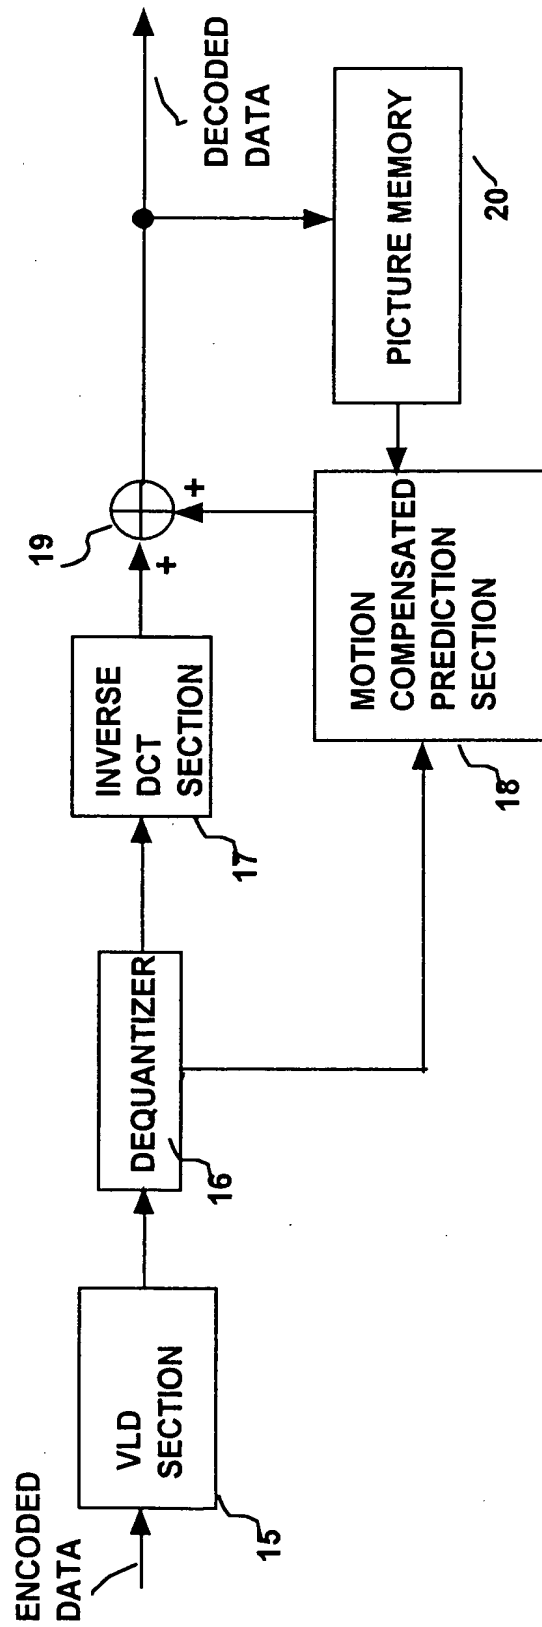 ENCODED
DATA
VLD
SECTION
15
DEQUANTIZER
16
INVERSE
DCT
SECTION
17
19
+
+
DECODED
DATA
MOTION
COMPENSATED
PREDICTION
SECTION
18
PICTURE MEMORY
20